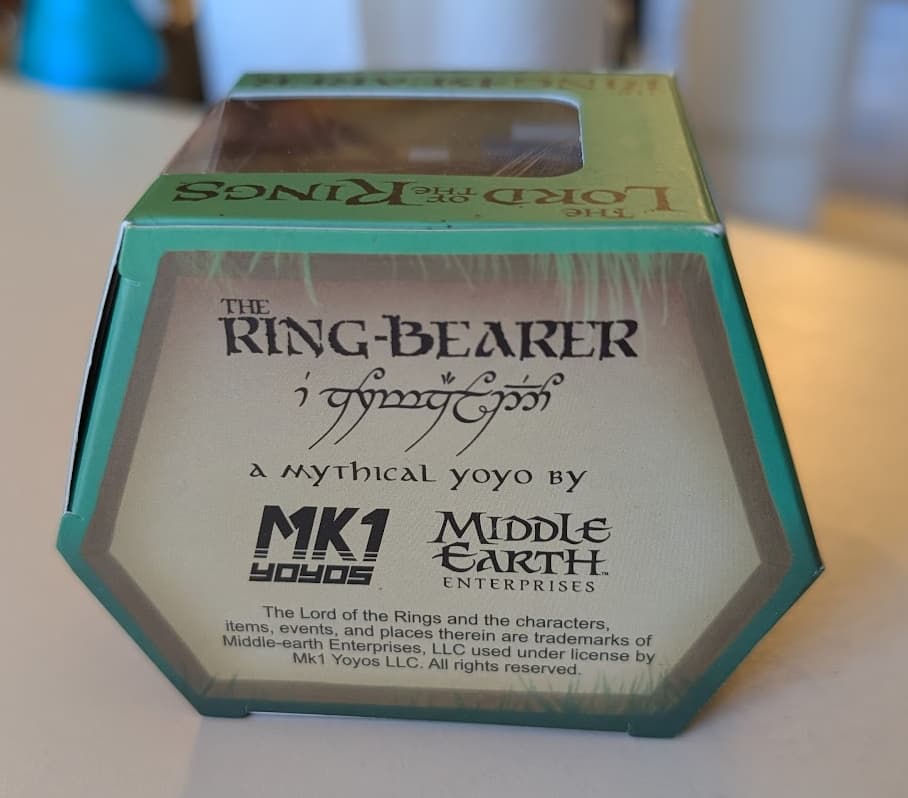 THE LORD OF THE RINGS
THE
RING-BEARER
a mythical yoyo by
MK1
YOYOS
MIDDLE
EARTH™
ENTERPRISES
The Lord of the Rings and the characters,
items, events, and places therein are trademarks of
Middle-earth Enterprises, LLC used under license by
Mk1 Yoyos LLC. All rights reserved.